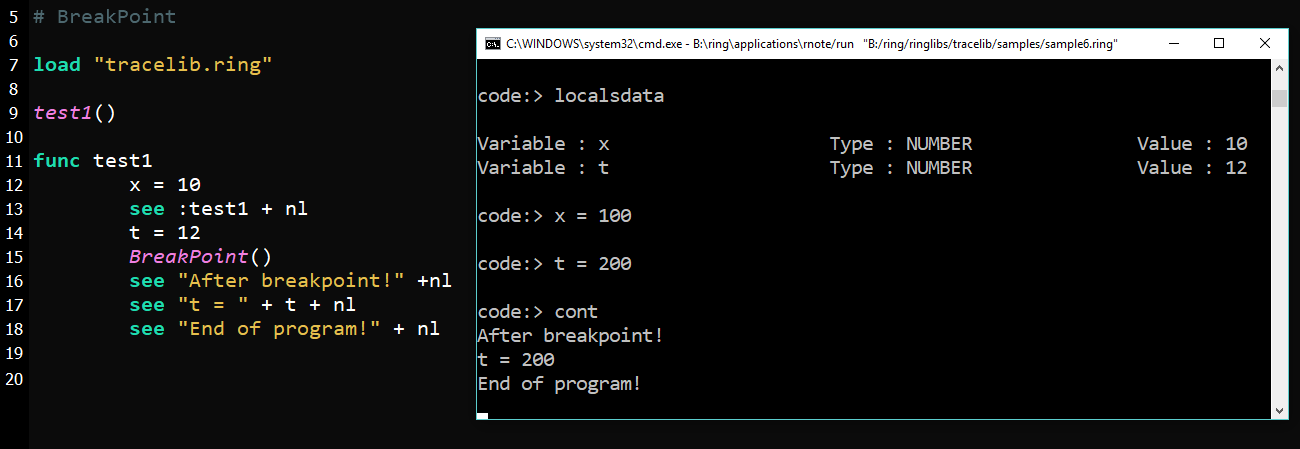 5 # BreakPoint
6
7 load "tracelib.ring"
8
9 test1()
10
11 func test1
12 x = 10
13 see :test1 + nl
14 t = 12
15 BreakPoint()
16 see "After breakpoint!" +nl
17 see "t = " + t + nl
18 see "End of program!" + nl
19
20
C:\WINDOWS\system32\cmd.exe - B:\ring\applications\rnote/run "B:/ring/ringlibs/tracelib/samples/sample6.ring"
code:> localsdata
Variable : x Type : NUMBER Value : 10
Variable : t Type : NUMBER Value : 12
code:> x = 100
code:> t = 200
code:> cont
After breakpoint!
t = 200
End of program!